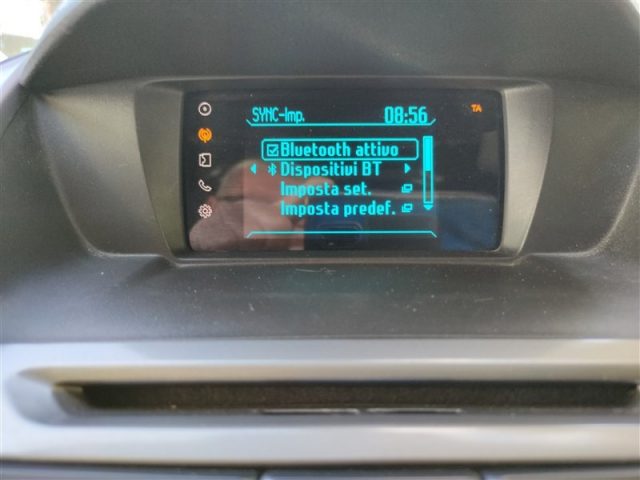 SYNC-Imp. 08:56 TA
Bluetooth attivo
Dispositivi BT
Imposta set.
Imposta predef.